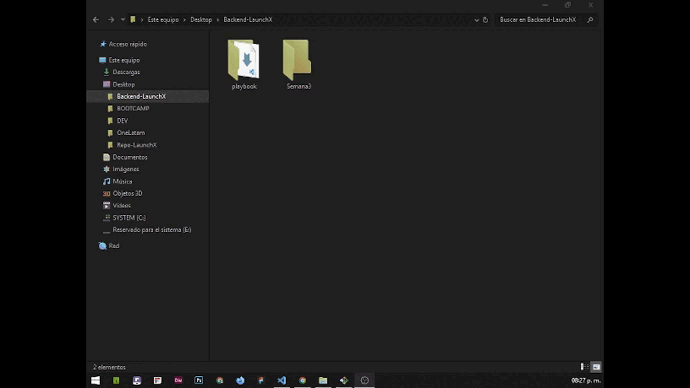 Este equipo > Desktop > Backend-LaunchX
Buscar en Backend-LaunchX
Acceso rápido
Este equipo
Descargas
Desktop
Backend-LaunchX
BOOTCAMP
DEV
OneLatam
Repo-LaunchX
Documentos
Imágenes
Música
Objetos 3D
Videos
SYSTEM (C:)
Reservado para el sistema (E:)
Red
playbook
Semana3
2 elementos
08:27 p. m.